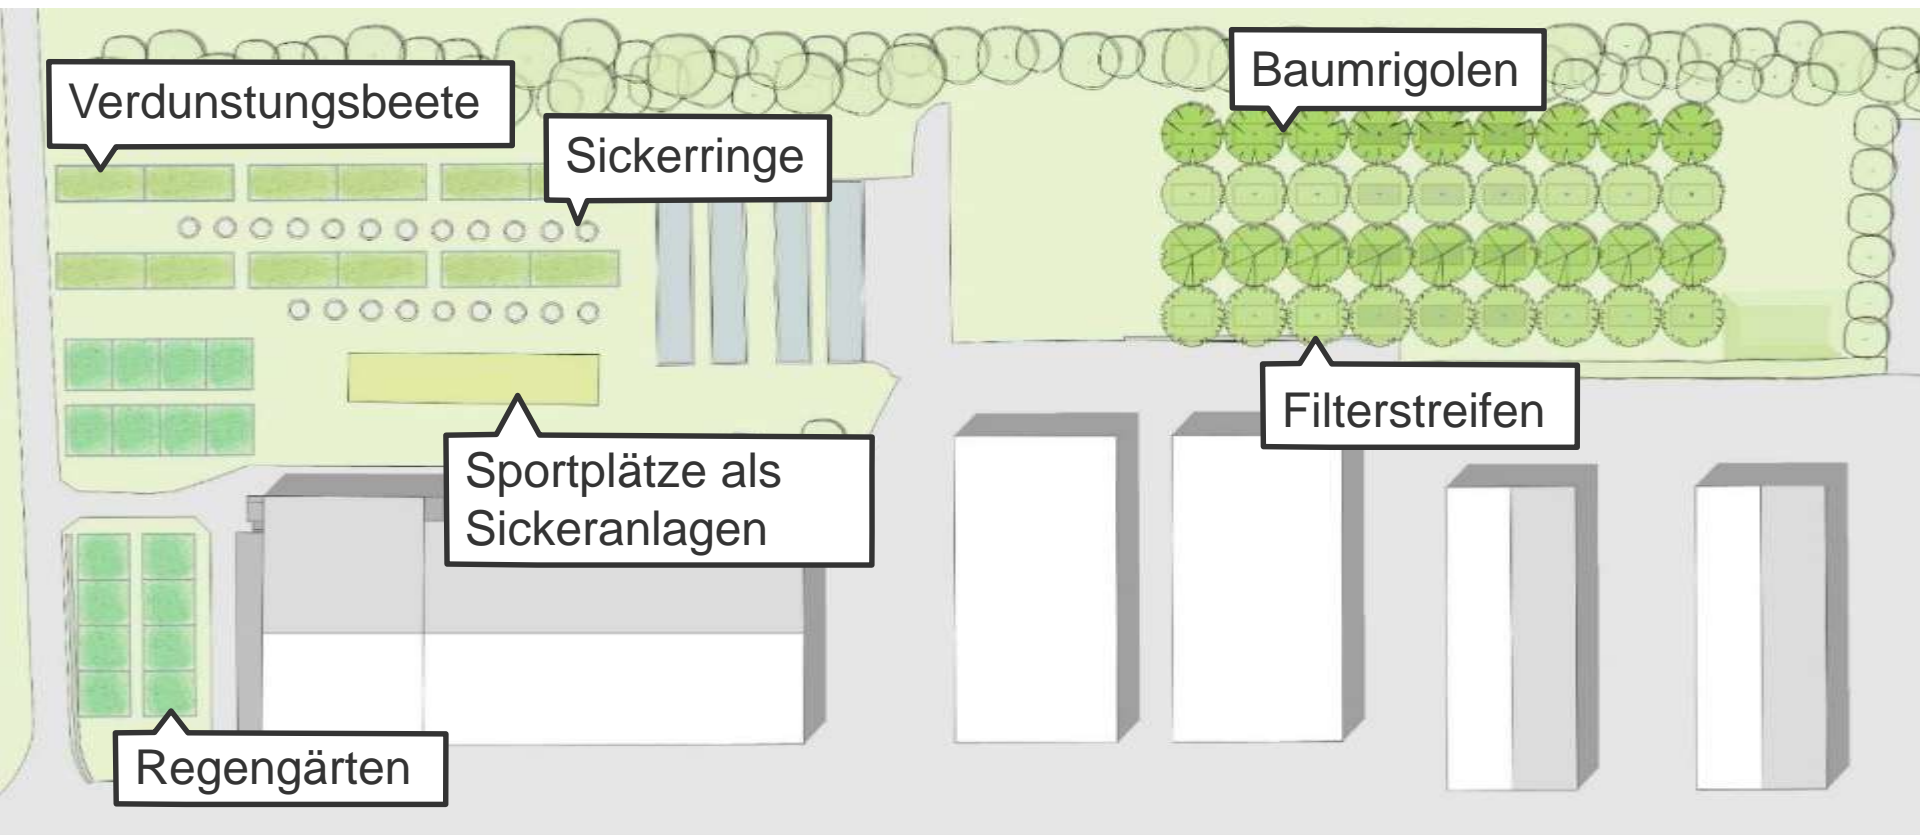 Verdunstungsbeete
Sickerringe
Baumrigolen
Filterstreifen
Sportplätze als
Sickeranlagen
Regengärten